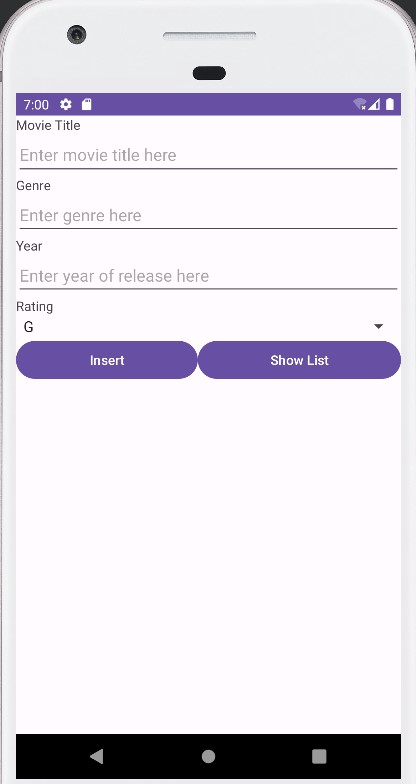 7:00
Movie Title
Enter movie title here
Genre
Enter genre here
Year
Enter year of release here
Rating
G
Insert Show List